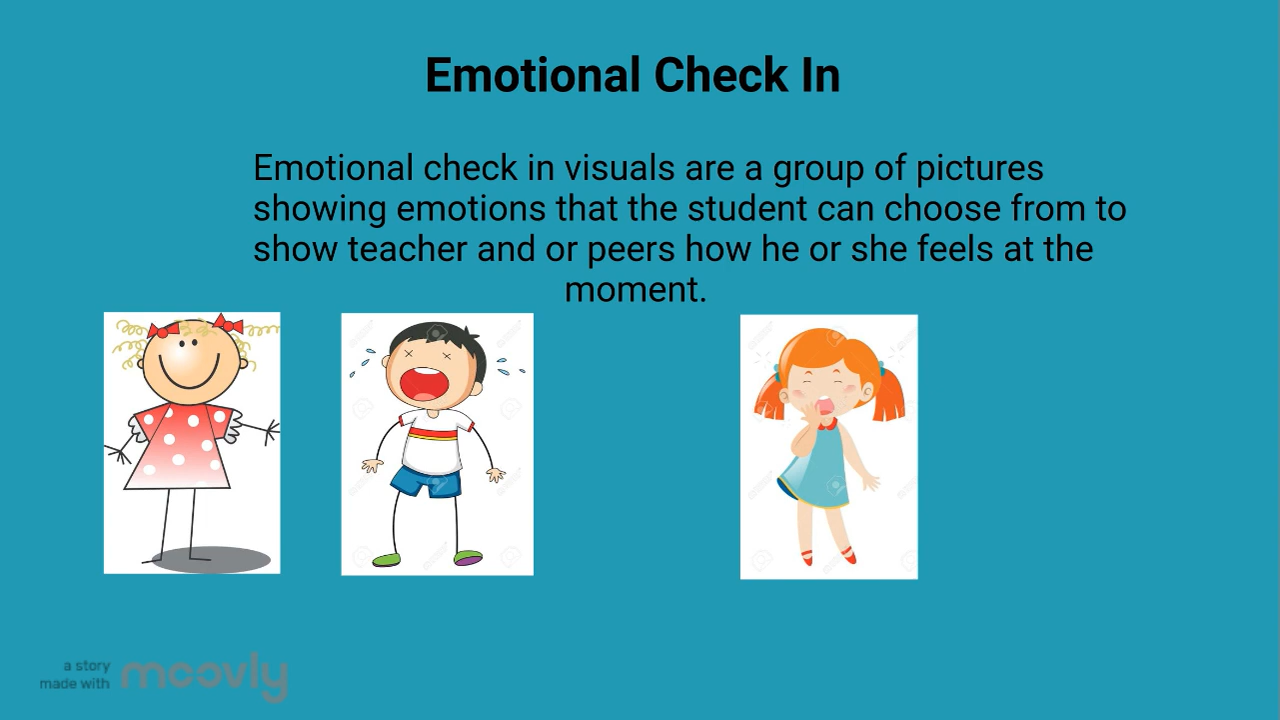 Emotional Check In
Emotional check in visuals are a group of pictures
showing emotions that the student can choose from to
show teacher and or peers how he or she feels at the
moment.
a story
made with moovly